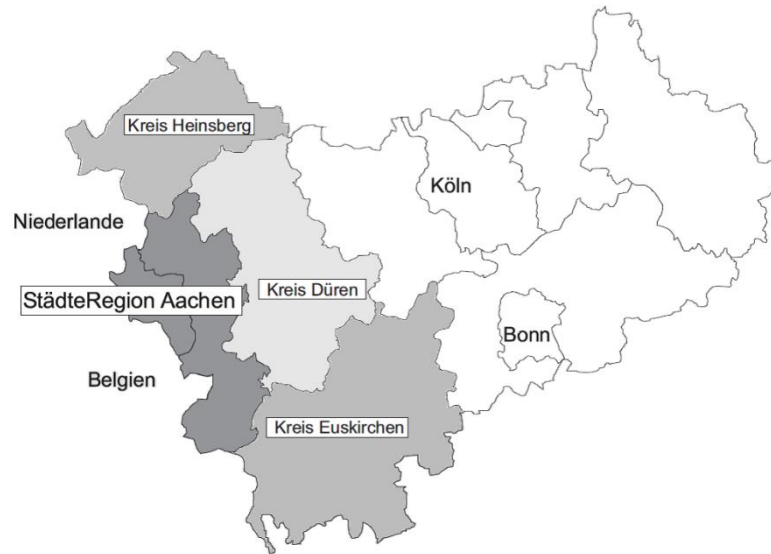 Kreis Heinsberg
Köln
Niederlande
StädteRegion Aachen
Kreis Düren
Bonn
Belgien
Kreis Euskirchen